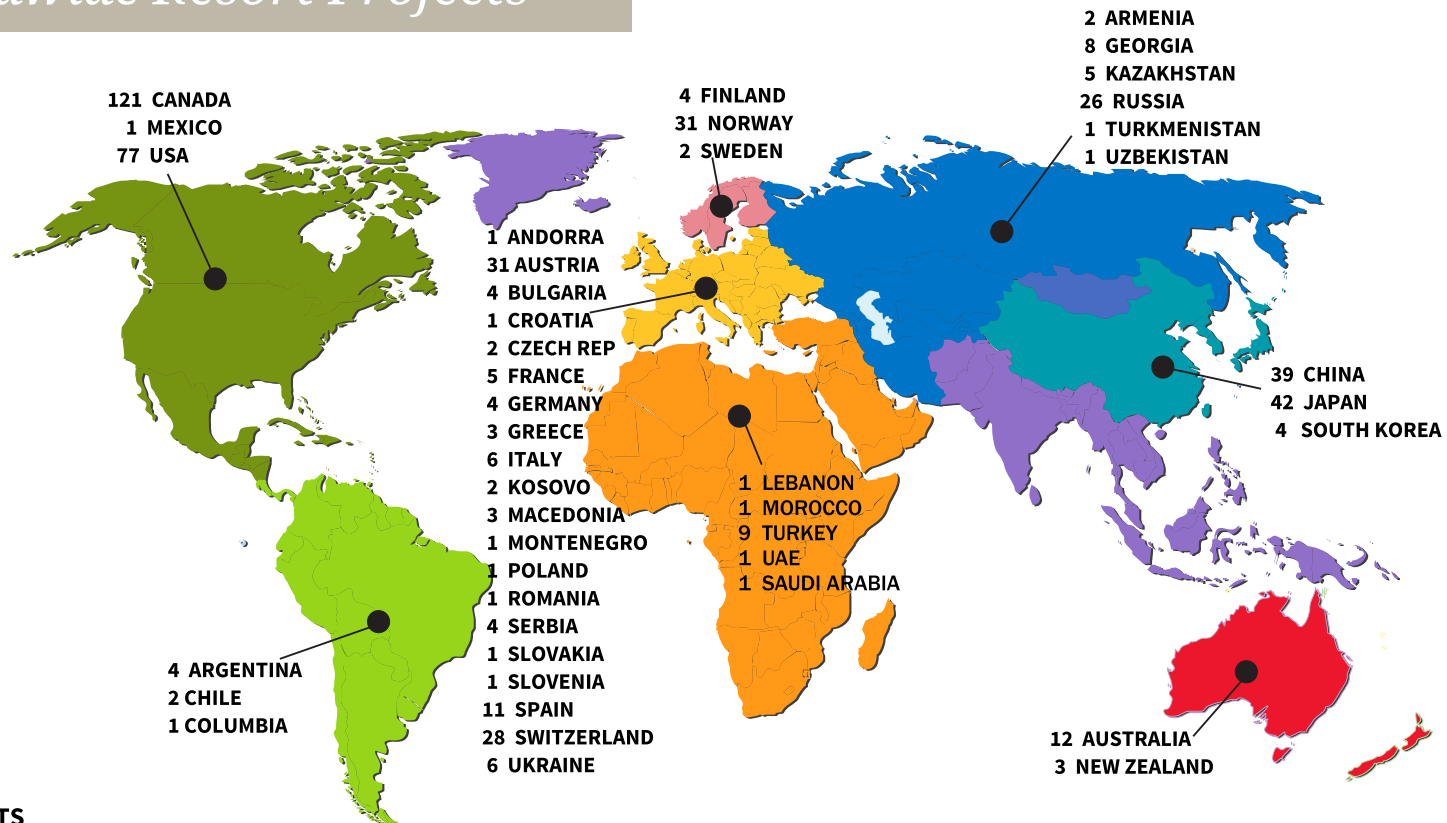 Resort Projects
121 CANADA
1 MEXICO
77 USA
4 FINLAND
31 NORWAY
2 SWEDEN
2 ARMENIA
8 GEORGIA
5 KAZAKHSTAN
26 RUSSIA
1 TURKMENISTAN
1 UZBEKISTAN
1 ANDORRA
31 AUSTRIA
4 BULGARIA
1 CROATIA
2 CZECH REP
5 FRANCE
4 GERMANY
3 GREECE
6 ITALY
2 KOSOVO
3 MACEDONIA
1 MONTENEGRO
1 POLAND
1 ROMANIA
4 SERBIA
1 SLOVAKIA
1 SLOVENIA
11 SPAIN
28 SWITZERLAND
6 UKRAINE
39 CHINA
42 JAPAN
4 SOUTH KOREA
1 LEBANON
1 MOROCCO
9 TURKEY
1 UAE
1 SAUDI ARABIA
4 ARGENTINA
2 CHILE
1 COLUMBIA
12 AUSTRALIA
3 NEW ZEALAND
TS